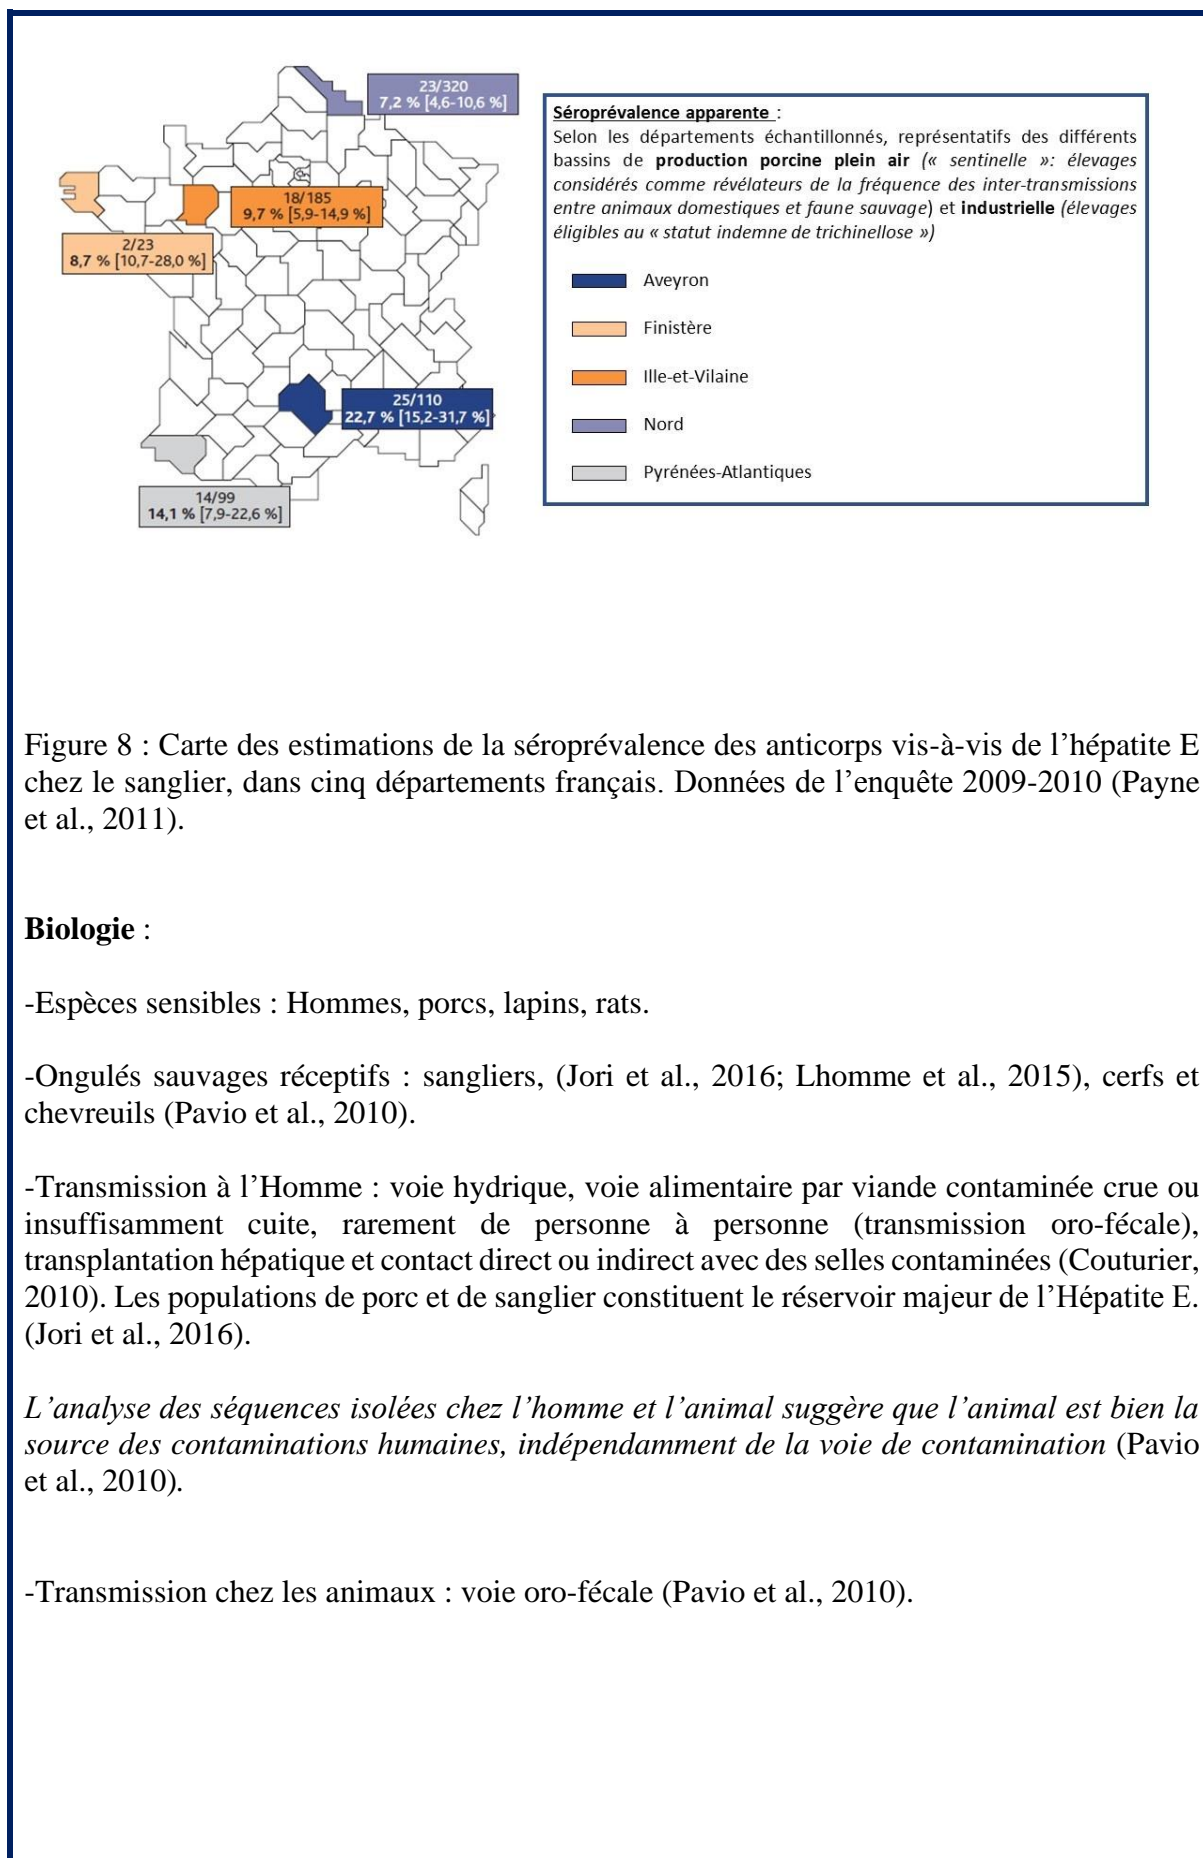 23/320
7,2 % [4,6-10,6 %]
18/185
9,7 % [5,9-14,9 %]
2/23
8,7 % [10,7-28,0 %]
25/110
22,7 % [15,2-31,7 %]
14/99
14,1 % [7,9-22,6 %]
Séroprévalence apparente :
Selon les départements échantillonnés, représentatifs des différents
bassins de production porcine plein air (« sentinelle »: élevages
considérés comme révélateurs de la fréquence des inter-transmissions
entre animaux domestiques et faune sauvage) et industrielle (élevages
éligibles au « statut indemne de trichinellose »)
Aveyron
Finistère
Ille-et-Vilaine
Nord
Pyrénées-Atlantiques
Figure 8 : Carte des estimations de la séroprévalence des anticorps vis-à-vis de l’hépatite E
chez le sanglier, dans cinq départements français. Données de l’enquête 2009-2010 (Payne
et al., 2011).
Biologie :
-Espèces sensibles : Hommes, porcs, lapins, rats.
-Ongulés sauvages réceptifs : sangliers, (Jori et al., 2016; Lhomme et al., 2015), cerfs et
chevreuils (Pavio et al., 2010).
-Transmission à l’Homme : voie hydrique, voie alimentaire par viande contaminée crue ou
insuffisamment cuite, rarement de personne à personne (transmission oro-fécale),
transplantation hépatique et contact direct ou indirect avec des selles contaminées (Couturier,
2010). Les populations de porc et de sanglier constituent le réservoir majeur de l’Hépatite E.
(Jori et al., 2016).
L’analyse des séquences isolées chez l’homme et l’animal suggère que l’animal est bien la
source des contaminations humaines, indépendamment de la voie de contamination (Pavio
et al., 2010).
-Transmission chez les animaux : voie oro-fécale (Pavio et al., 2010).